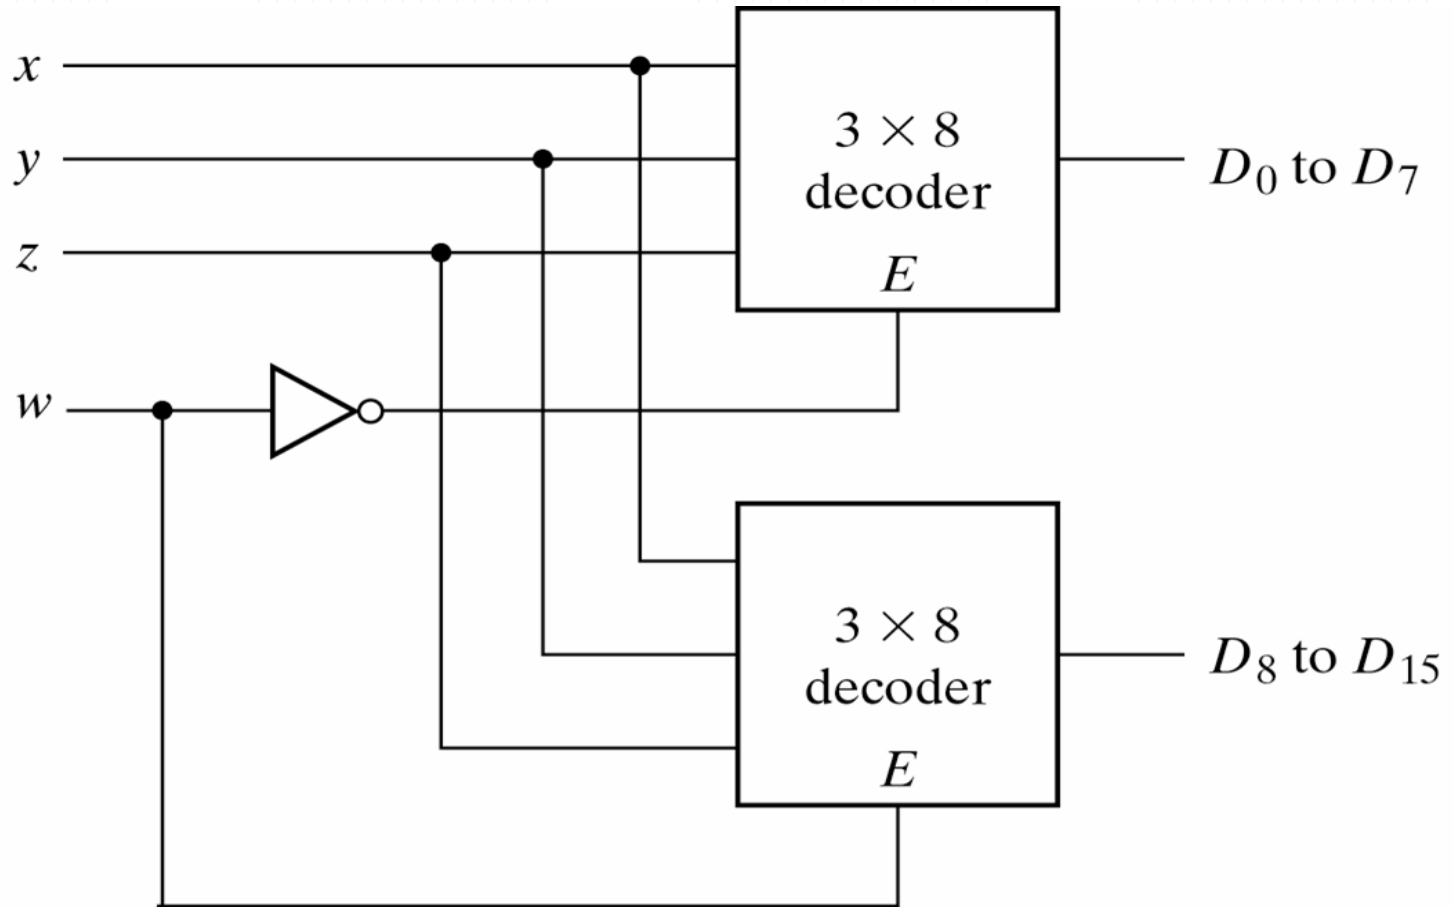 x
y
z
w
3 × 8
decoder
E
D₀ to D₇
3 × 8
decoder
E
D₈ to D₁₅